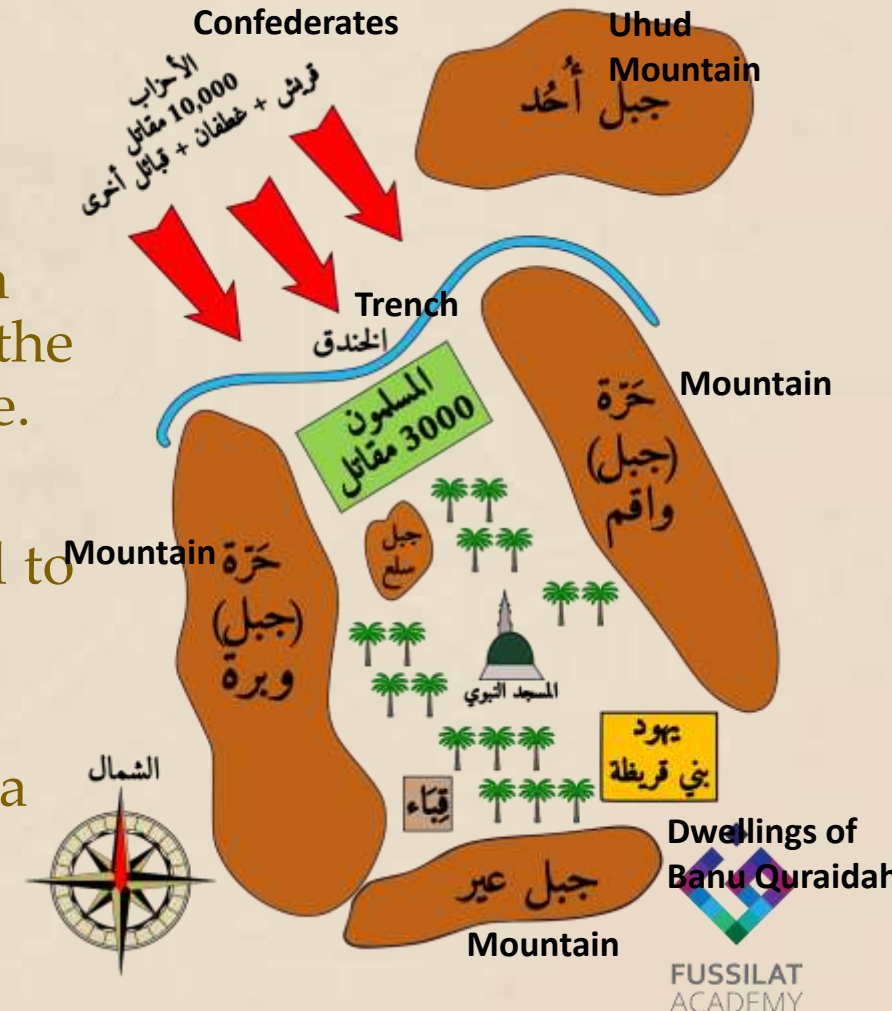 Confederates
الأحزاب
10,000 مقاتل
قريش + غطفان + قبائل أخرى
Uhud
Mountain
جبل أُحُد
n
the
e.
Trench
الخندق
المسلمون
3000 مقاتل
Mountain
حَرّة
(جبل)
واقم
l to
Mountain
حَرّة
(جبل)
وبرة
جبل
سلع
المسجد النبوي
a
الشمال
يهود
بني قريظة
قِبَاء
Dwellings of
Banu Quraidah
جبل عير
Mountain
FUSSILAT
ACADEMY